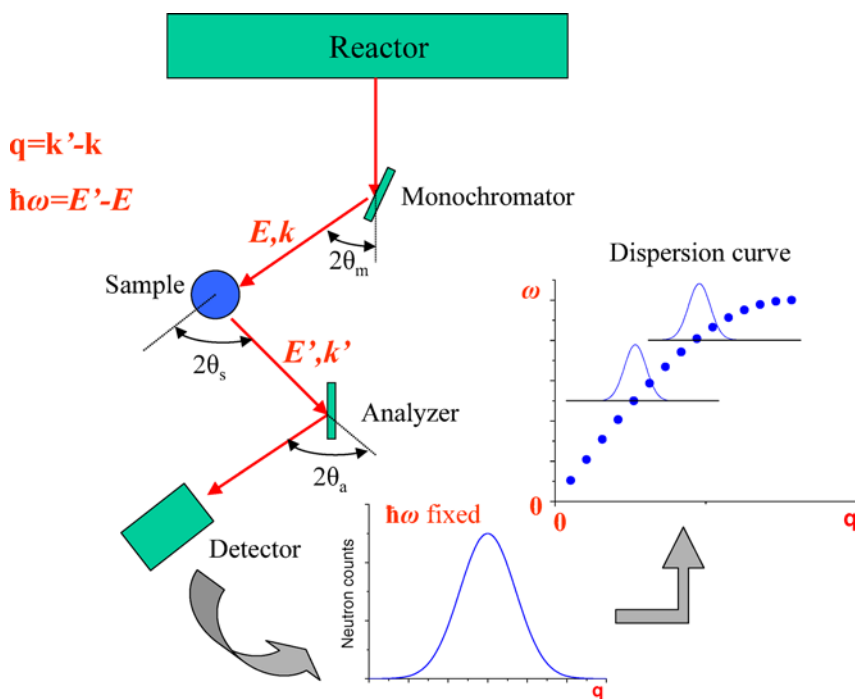 Reactor
q=k’-k
ħω=E’-E
Monochromator
E,k
2θm
Sample
Dispersion curve
ω
2θs
E’,k’
Analyzer
2θa
0
0
q
Detector
ħω fixed
Neutron counts
q